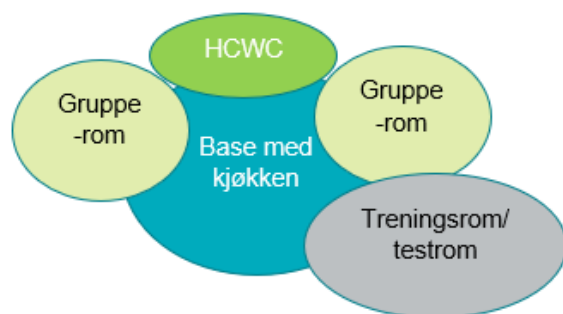 HCWC
Gruppe
-rom
Gruppe
-rom
Base med
kjøkken
Treningsrom/
testrom